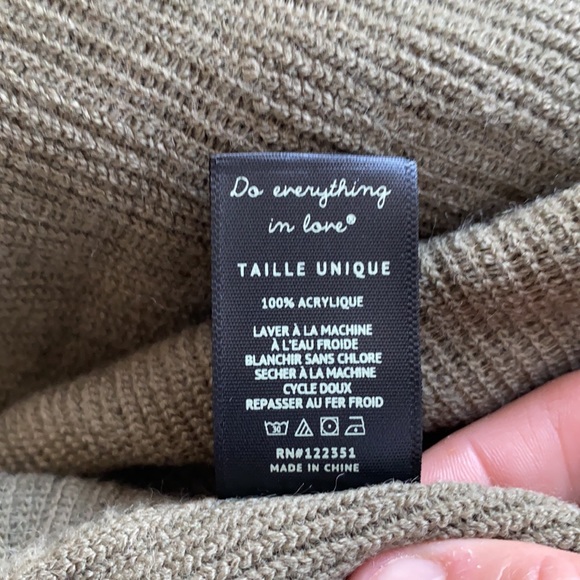 Do everything
in love®
TAILLE UNIQUE
100% ACRYLIQUE
LAVER À LA MACHINE
À L'EAU FROIDE
BLANCHIR SANS CHLORE
SECHER À LA MACHINE
CYCLE DOUX
REPASSER AU FER FROID
30
RN#122351
MADE IN CHINE